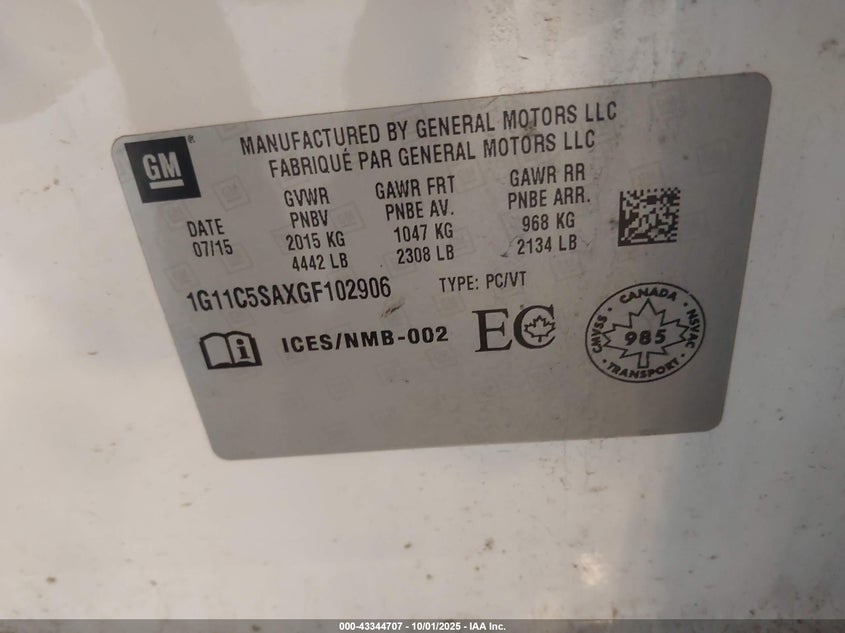 GM
®
MANUFACTURED BY GENERAL MOTORS LLC
FABRIQUÉ PAR GENERAL MOTORS LLC
DATE
07/15
GVWR
PNBV
2015 KG
4442 LB
GAWR FRT
PNBE AV.
1047 KG
2308 LB
GAWR RR
PNBE ARR.
968 KG
2134 LB
1G11C5SAXGF102906
TYPE: PC/VT
i ICES/NMB-002
EC
CANADA
CMVSS
985
NSVAC
TRANSPORT
000-43344707 - 10/01/2025 - IAA Inc.